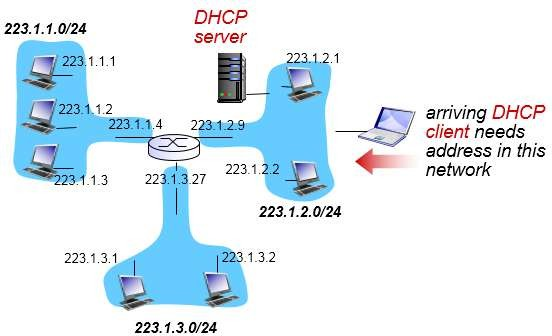 223.1.1.0/24
DHCP
server
223.1.1.1
223.1.2.1
223.1.1.2
223.1.1.4
223.1.2.9
arriving DHCP
client needs
address in this
network
223.1.1.3
223.1.3.27
223.1.2.2
223.1.2.0/24
223.1.3.1
223.1.3.2
223.1.3.0/24